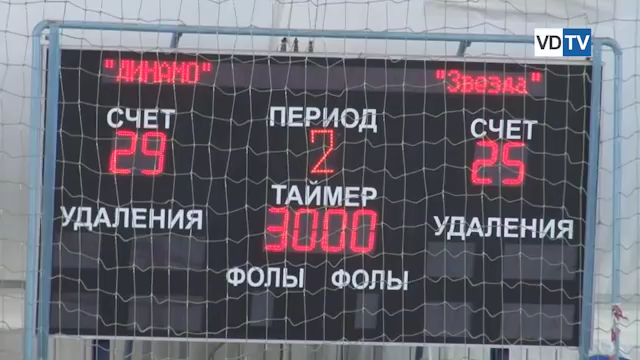 VDTV
"ДИНАМО" "Звезда"
СЧЕТ ПЕРИОД СЧЕТ
29 2 25
ТАЙМЕР
УДАЛЕНИЯ 3000 УДАЛЕНИЯ
ФОЛЫ ФОЛЫ